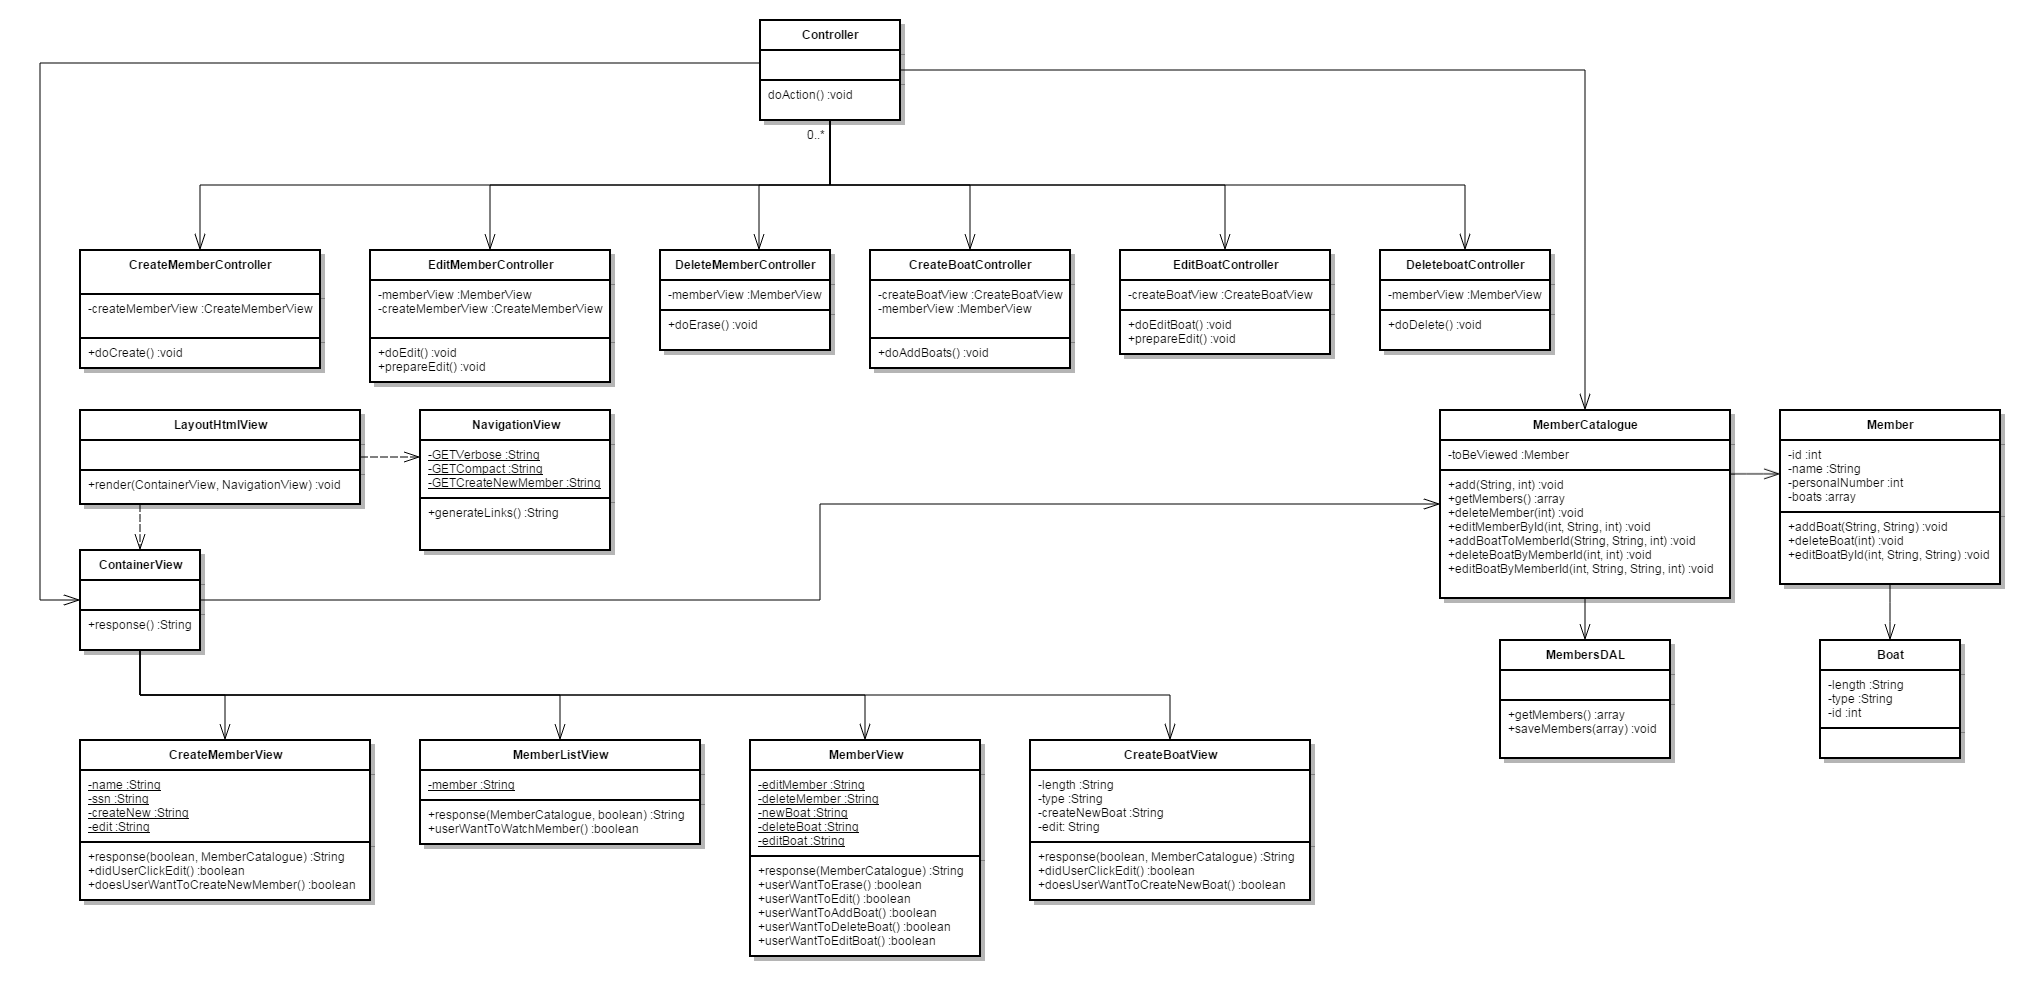 Controller
doAction() :void
0..*
CreateMemberController
-createMemberView :CreateMemberView
+doCreate() :void
EditMemberController
-memberView :MemberView
-createMemberView :CreateMemberView
+doEdit() :void
+prepareEdit() :void
DeleteMemberController
-memberView :MemberView
+doErase() :void
CreateBoatController
-createBoatView :CreateBoatView
-memberView :MemberView
+doAddBoats() :void
EditBoatController
-createBoatView :CreateBoatView
+doEditBoat() :void
+prepareEdit() :void
DeleteboatController
-memberView :MemberView
+doDelete() :void
LayoutHtmlView
+render(ContainerView, NavigationView) :void
NavigationView
-GETVerbose :String
-GETCompact :String
-GETCreateNewMember :String
+generateLinks() :String
MemberCatalogue
-toBeViewed :Member
+add(String, int) :void
+getMembers() :array
+deleteMember(int) :void
+editMemberById(int, String, int) :void
+addBoatToMemberId(String, String, int) :void
+deleteBoatByMemberId(int, int) :void
+editBoatByMemberId(int, String, String, int) :void
Member
-id :int
-name :String
-personalNumber :int
-boats :array
+addBoat(String, String) :void
+deleteBoat(int) :void
+editBoatById(int, String, String) :void
ContainerView
+response() :String
MembersDAL
+getMembers() :array
+saveMembers(array) :void
Boat
-length :String
-type :String
-id :int
CreateMemberView
-name :String
-ssn :String
-createNew :String
-edit :String
+response(boolean, MemberCatalogue) :String
+didUserClickEdit() :boolean
+doesUserWantToCreateNewMember() :boolean
MemberListView
-member :String
+response(MemberCatalogue, boolean) :String
+userWantToWatchMember() :boolean
MemberView
-editMember :String
-deleteMember :String
-newBoat :String
-deleteBoat :String
-editBoat :String
+response(MemberCatalogue) :String
+userWantToErase() :boolean
+userWantToEdit() :boolean
+userWantToAddBoat() :boolean
+userWantToDeleteBoat() :boolean
+userWantToEditBoat() :boolean
CreateBoatView
-length :String
-type :String
-createNewBoat :String
-edit: String
+response(boolean, MemberCatalogue) :String
+didUserClickEdit() :boolean
+doesUserWantToCreateNewBoat() :boolean